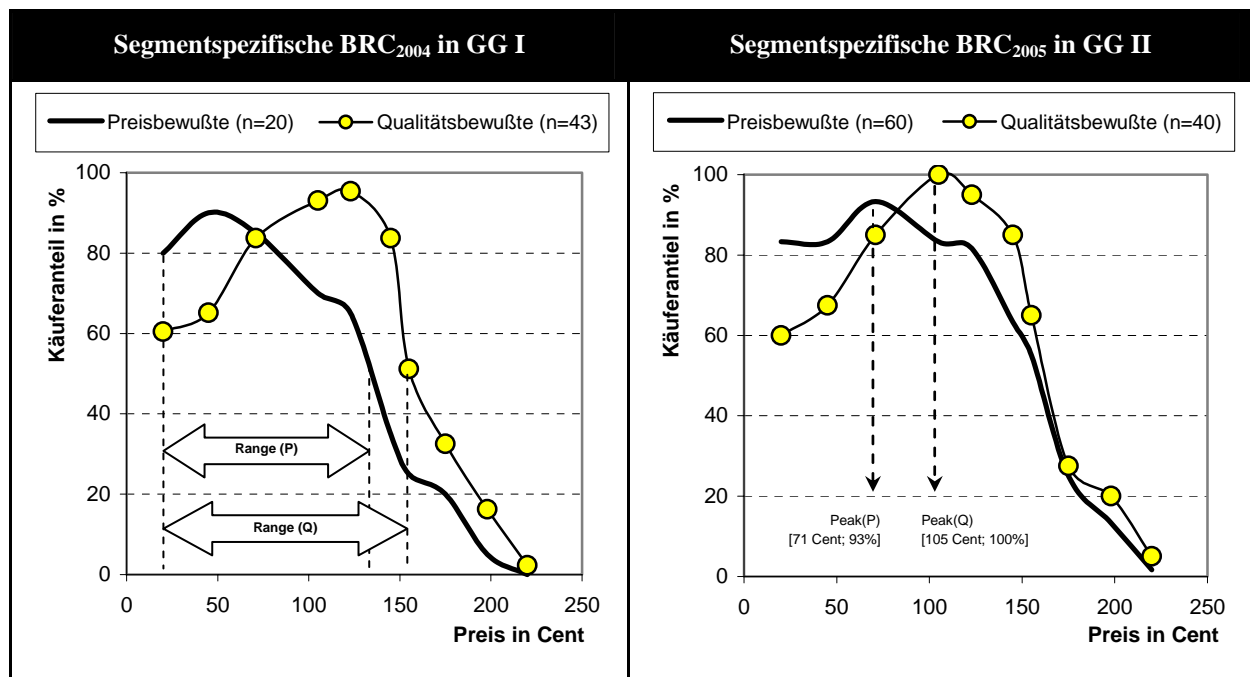 Segmentspezifische BRC2004 in GG I
Preisbewußte (n=20) Qualitätsbewußte (n=43)
Käuferanteil in %
100
80
60
40
20
0
Range (P)
Range (Q)
0 50 100 150 200 250
Preis in Cent
Segmentspezifische BRC2005 in GG II
Preisbewußte (n=60) Qualitätsbewußte (n=40)
Käuferantiel in %
100
80
60
40
20
0
Peak(P) Peak(Q)
[71 Cent; 93%] [105 Cent; 100%]
0 50 100 150 200 250
Preis in Cent